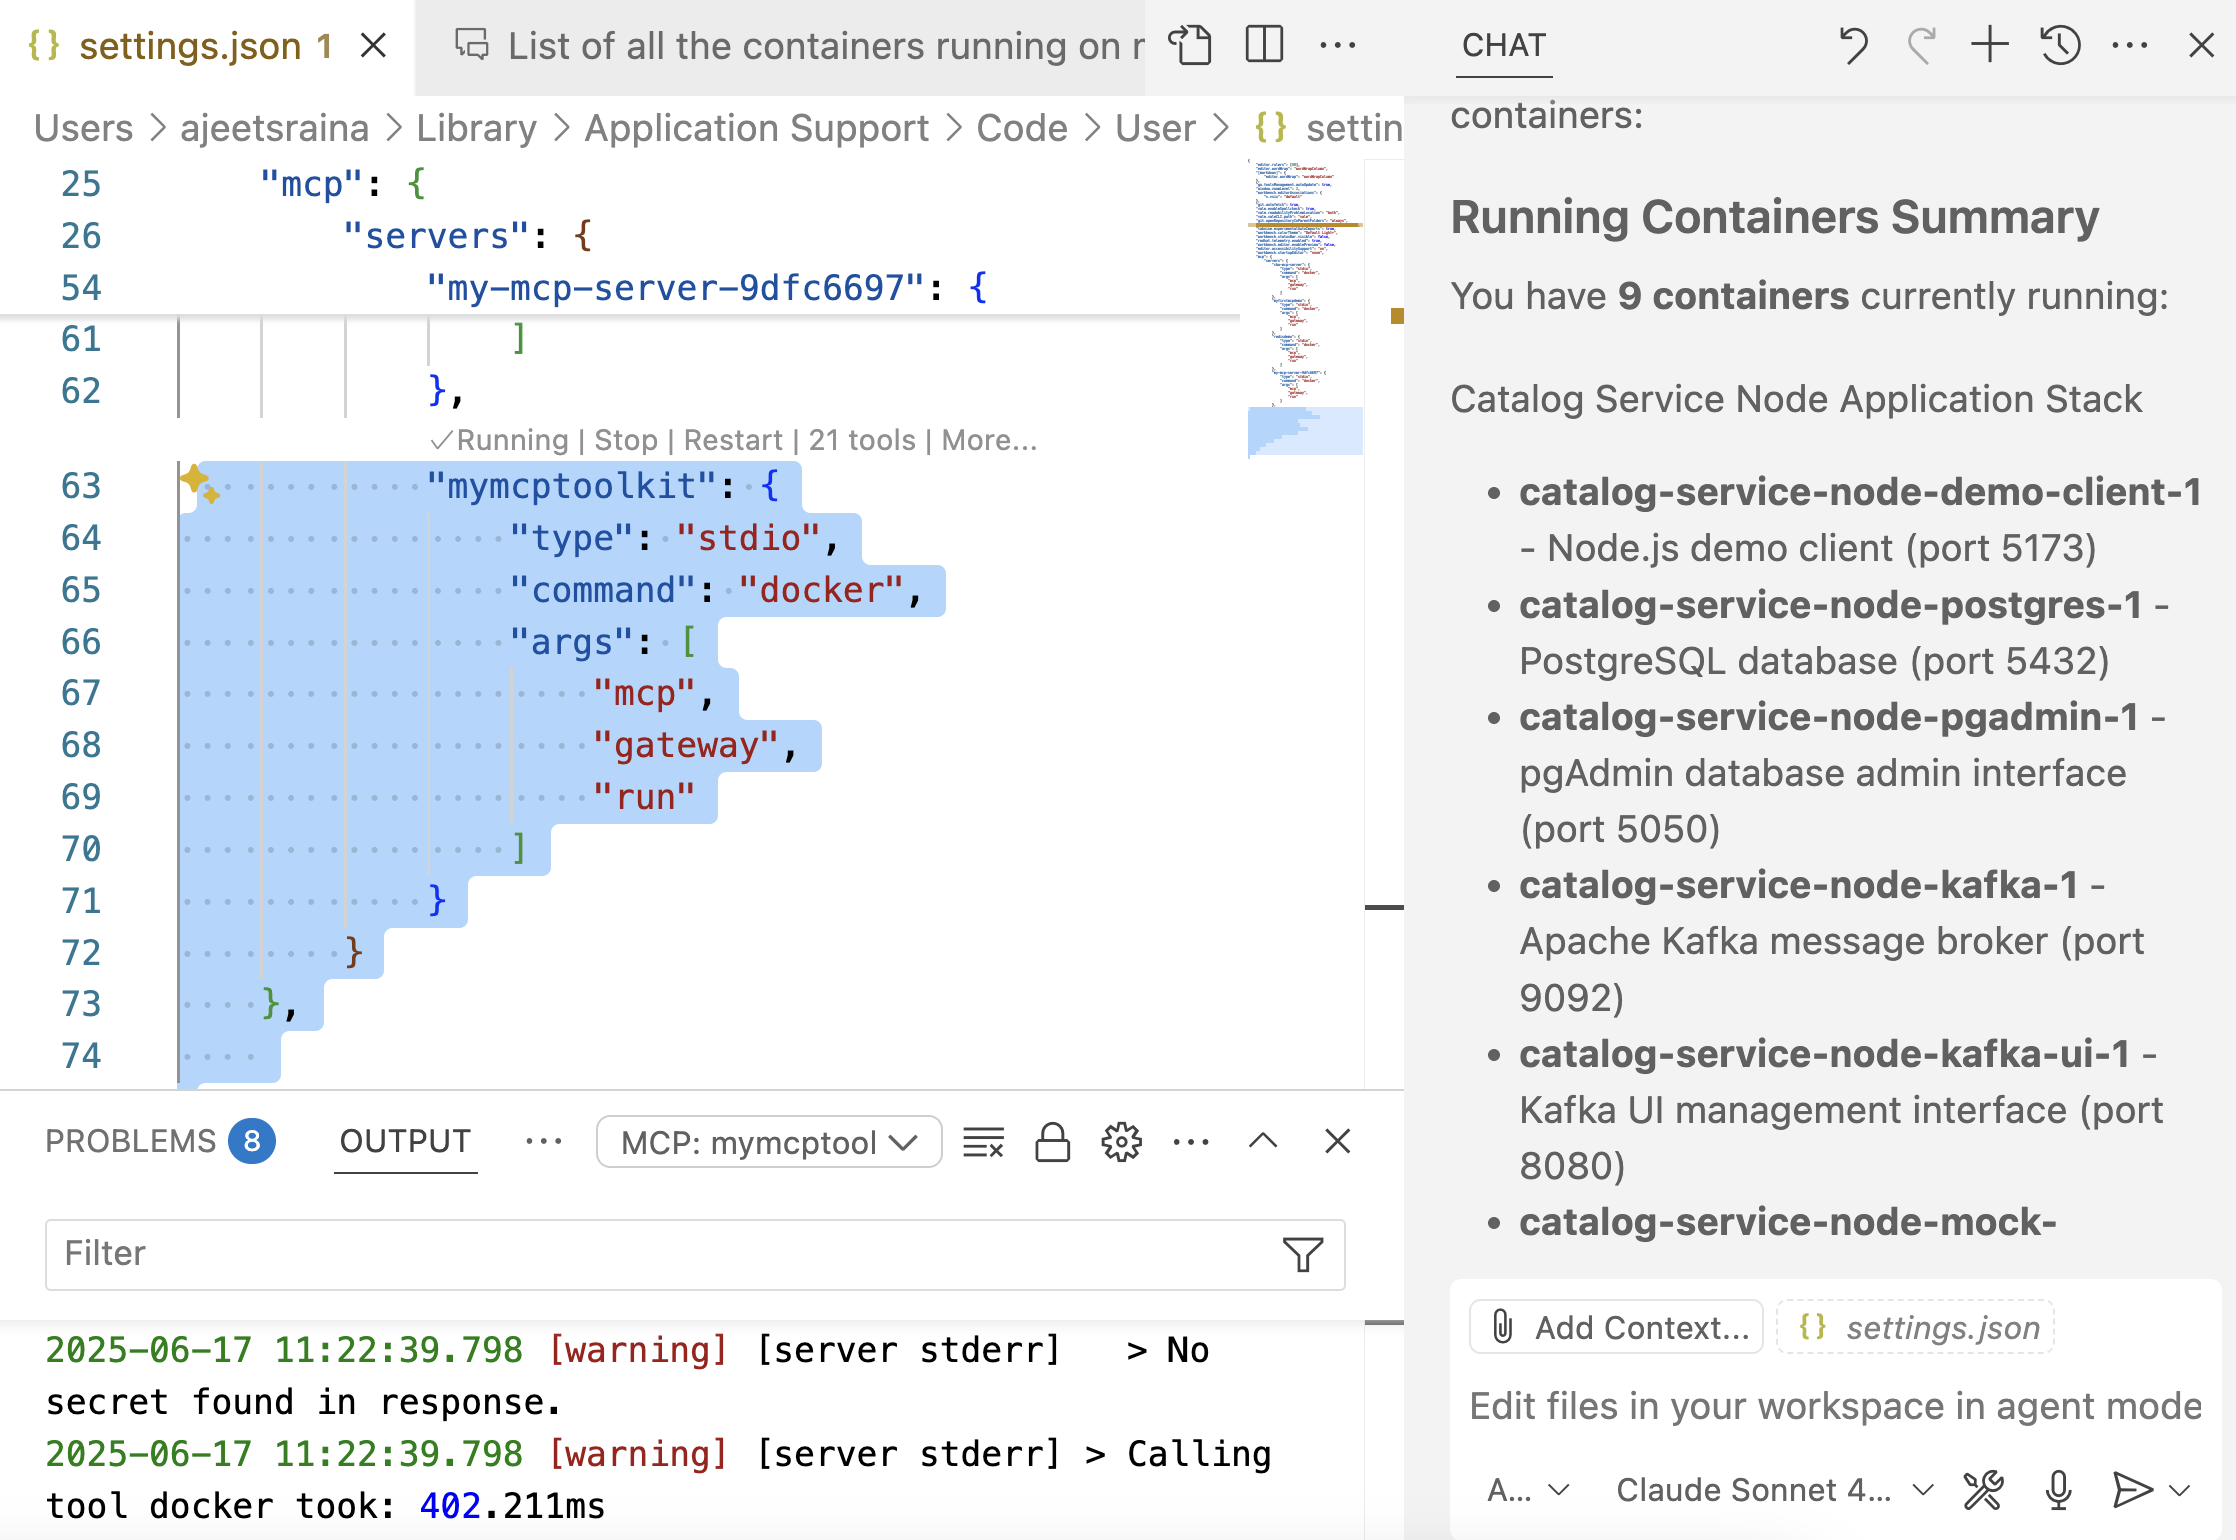 settings.json 1
List of all the containers running on
Users > ajeetsraina > Library > Application Support > Code > User > {} settin
25 "mcp": {
26 "servers": {
54 "my-mcp-server-9dfc6697": {
61 ]
62 },
✓Running | Stop | Restart | 21 tools | More...
63 "mymcptoolkit": {
64 "type": "stdio",
65 "command": "docker",
66 "args": [
67 "mcp",
68 "gateway",
69 "run"
70 ]
71 }
72 }
73 },
74
PROBLEMS 8
OUTPUT
MCP: mymcptool
Filter
2025-06-17 11:22:39.798 [warning] [server stderr] > No
secret found in response.
2025-06-17 11:22:39.798 [warning] [server stderr] > Calling
tool docker took: 402.211ms
CHAT
containers:
Running Containers Summary
You have 9 containers currently running:
Catalog Service Node Application Stack
• catalog-service-node-demo-client-1
- Node.js demo client (port 5173)
• catalog-service-node-postgres-1 -
PostgreSQL database (port 5432)
• catalog-service-node-pgadmin-1 -
pgAdmin database admin interface
(port 5050)
• catalog-service-node-kafka-1 -
Apache Kafka message broker (port
9092)
• catalog-service-node-kafka-ui-1 -
Kafka UI management interface (port
8080)
• catalog-service-node-mock-
Add Context...
{} settings.json
Edit files in your workspace in agent mode
A...
Claude Sonnet 4...